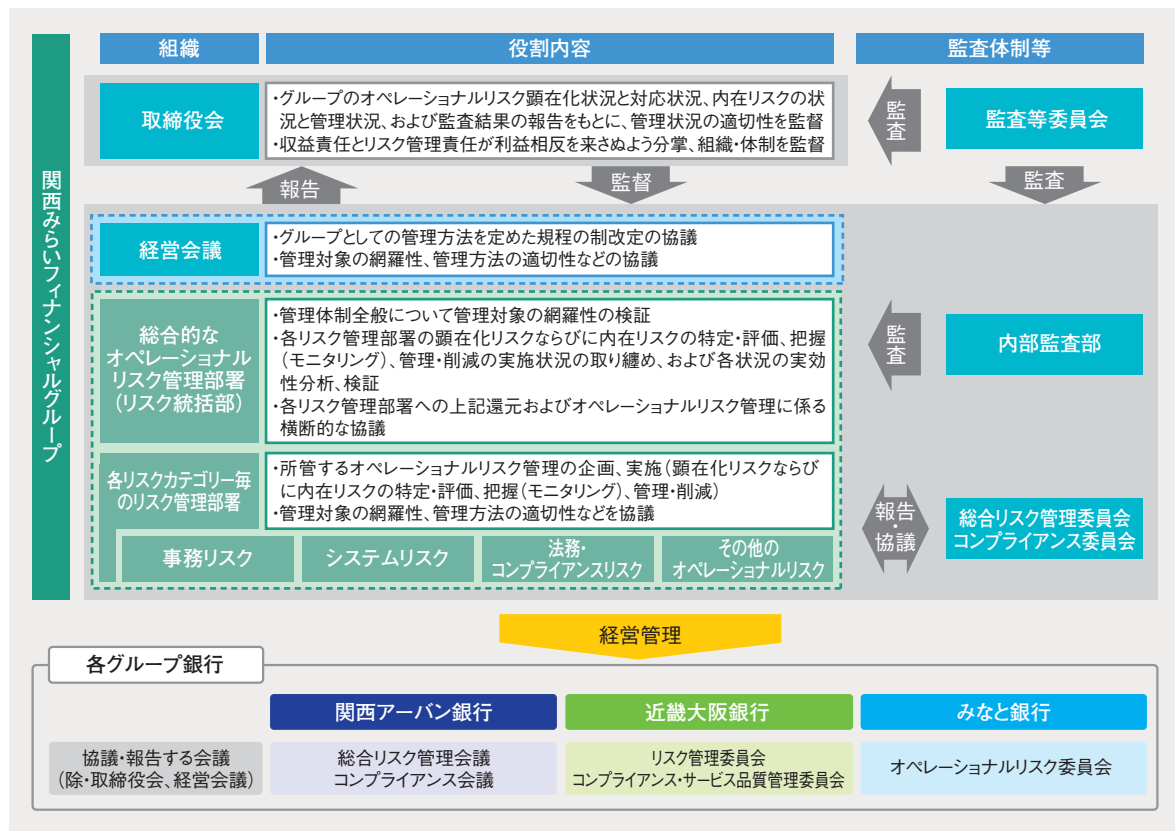 組織
役割内容
監査体制等
関西みらいフィナンシャルグループ
取締役会
・グループのオペレーショナルリスク顕在化状況と対応状況、内在リスクの状
況と管理状況、および監査結果の報告をもとに、管理状況の適切性を監督
・収益責任とリスク管理責任が利益相反を来さぬよう分掌、組織・体制を監督
監査
監査等委員会
報告
監督
監査
経営会議
・グループとしての管理方法を定めた規程の制改定の協議
・管理対象の網羅性、管理方法の適切性などの協議
総合的な
オペレーショナル
リスク管理部署
(リスク統括部)
・管理体制全般について管理対象の網羅性の検証
・各リスク管理部署の顕在化リスクならびに内在リスクの特定・評価、把握
(モニタリング)、管理・削減の実施状況の取り纏め、および各状況の実効
性分析、検証
・各リスク管理部署への上記還元およびオペレーショナルリスク管理に係る
横断的な協議
監査
内部監査部
各リスクカテゴリー毎
のリスク管理部署
・所管するオペレーショナルリスク管理の企画、実施(顕在化リスクならび
に内在リスクの特定・評価、把握(モニタリング)、管理・削減)
・管理対象の網羅性、管理方法の適切性などを協議
報告
・
協議
総合リスク管理委員会
コンプライアンス委員会
事務リスク
システムリスク
法務・
コンプライアンスリスク
その他の
オペレーショナルリスク
経営管理
各グループ銀行
関西アーバン銀行
近畿大阪銀行
みなと銀行
協議・報告する会議
(除・取締役会、経営会議)
総合リスク管理会議
コンプライアンス会議
リスク管理委員会
コンプライアンス・サービス品質管理委員会
オペレーショナルリスク委員会